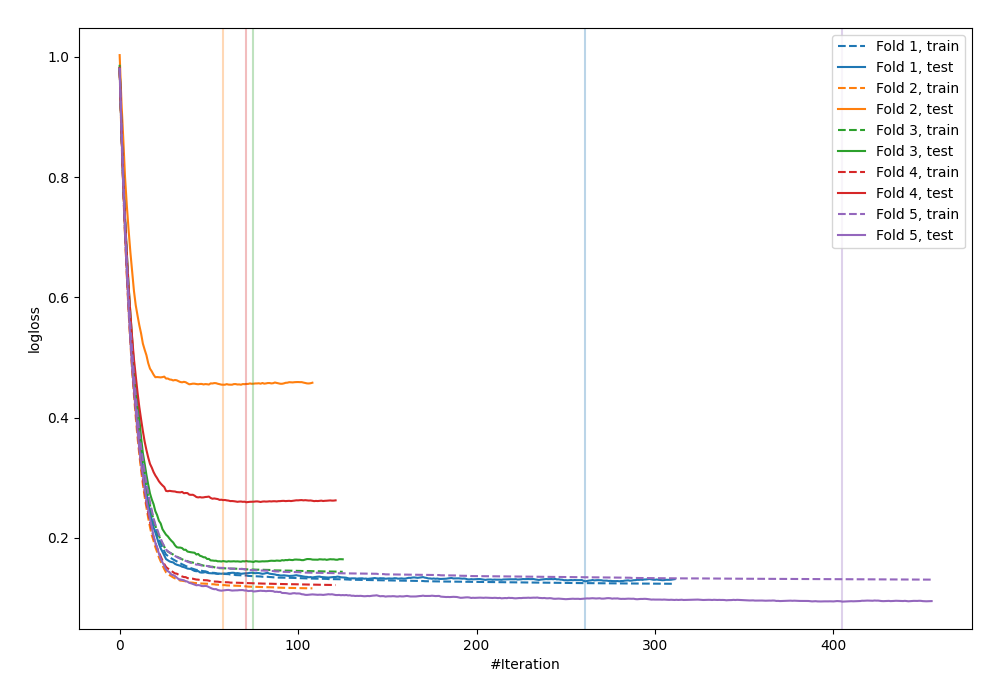 1.0
0.8
0.6
0.4
0.2
logloss
0
100
200
300
400
#Iteration
Fold 1, train
Fold 1, test
Fold 2, train
Fold 2, test
Fold 3, train
Fold 3, test
Fold 4, train
Fold 4, test
Fold 5, train
Fold 5, test